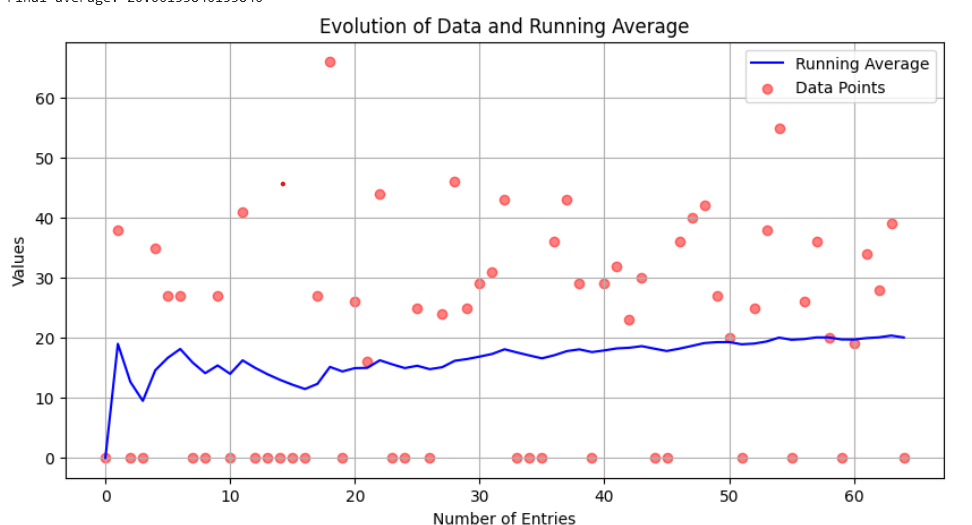 Evolution of Data and Running Average
Running Average
Data Points
Values
60
50
40
30
20
10
0
0 10 20 30 40 50 60
Number of Entries